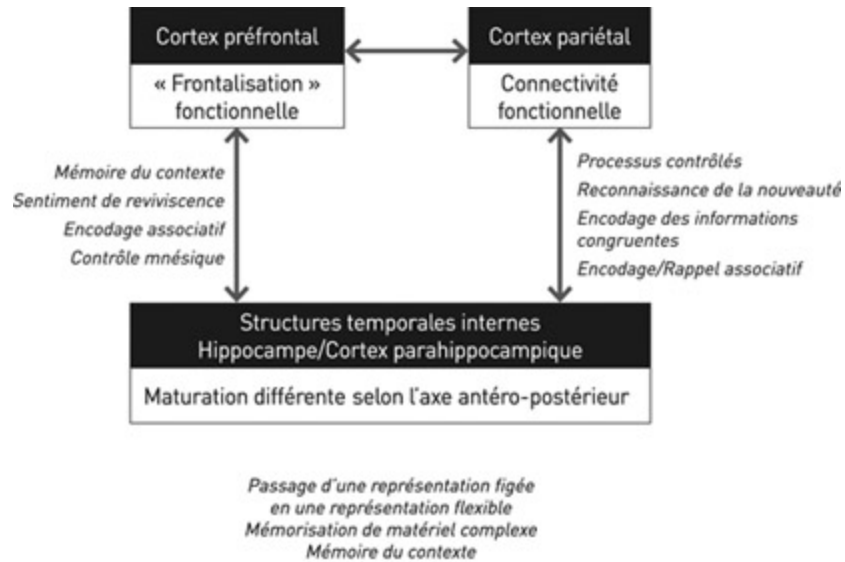 Cortex préfrontal
« Frontalisation »
fonctionnelle
Cortex pariétal
Connectivité
fonctionnelle
Mémoire du contexte
Sentiment de reviviscence
Encodage associatif
Contrôle mnésique
Processus contrôlés
Reconnaissance de la nouveauté
Encodage des informations
congruentes
Encodage/Rappel associatif
Structures temporales internes
Hippocampe/Cortex parahippocampique
Maturation différente selon l'axe antéro-postérieur
Passage d'une représentation figée
en une représentation flexible
Mémorisation de matériel complexe
Mémoire du contexte